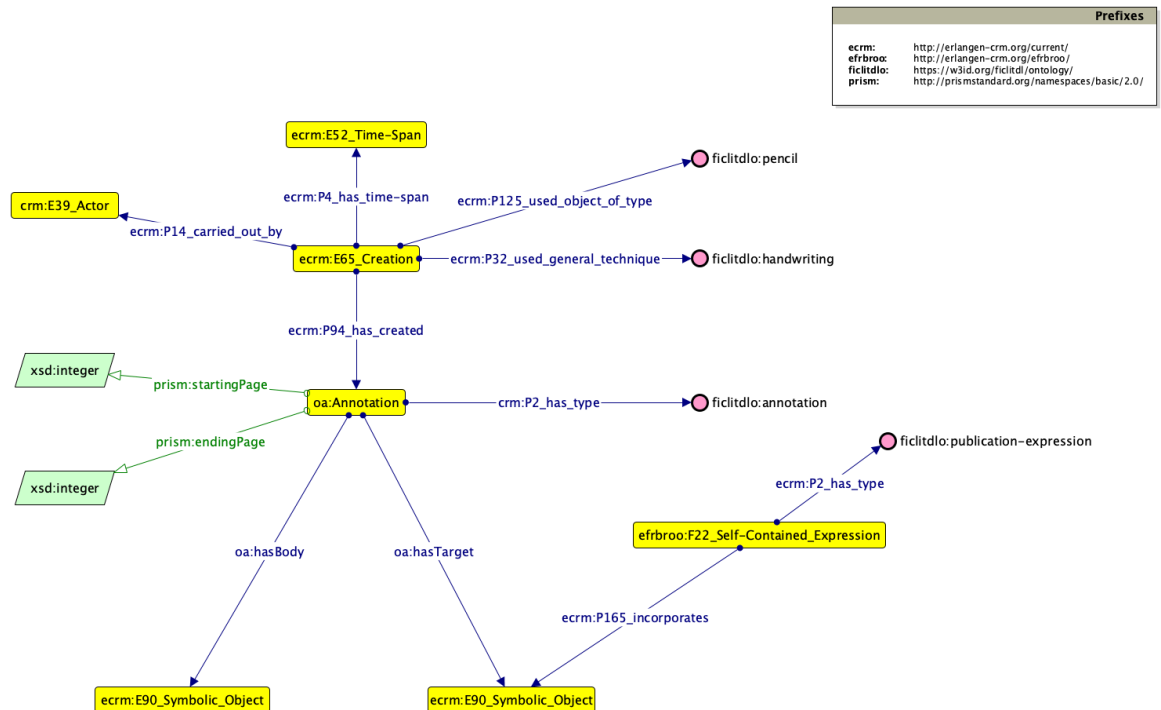 Prefixes
ecrm: http://erlangen-crm.org/current/
efrbroo: http://erlangen-crm.org/efrbroo/
ficlitdlo: https://w3id.org/ficlitdl/ontology/
prism: http://prismstandard.org/namespaces/basic/2.0/
ecrm:E52_Time-Span
ficlitdlo:pencil
ecrm:P4_has_time-span
ecrm:P125_used_object_of_type
crm:E39_Actor
ecrm:P14_carried_out_by
ecrm:E65_Creation
ecrm:P32_used_general_technique
ficlitdlo:handwriting
ecrm:P94_has_created
xsd:integer
prism:startingPage
oa:Annotation
crm:P2_has_type
ficlitdlo:annotation
prism:endingPage
ficlitdlo:publication-expression
xsd:integer
ecrm:P2_has_type
efrbroo:F22_Self-Contained_Expression
oa:hasBody
oa:hasTarget
ecrm:P165_incorporates
ecrm:E90_Symbolic_Object
ecrm:E90_Symbolic_Object